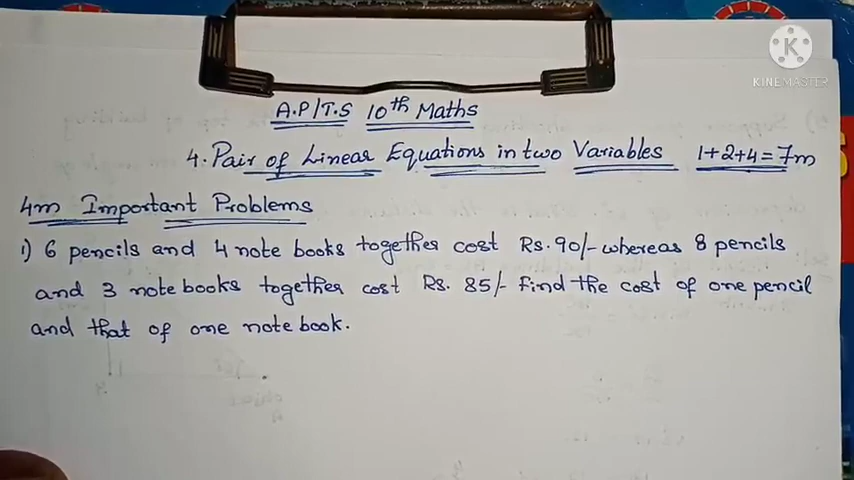 KINEMASTER
A.P/T.S 10th Maths
4. Pair of Linear Equations in two Variables 1+2+4=7m
4m Important Problems
1) 6 pencils and 4 note books together cost Rs. 90/- whereas 8 pencils
and 3 note books together cost Rs. 85/- Find the cost of one pencil
and that of one note book.